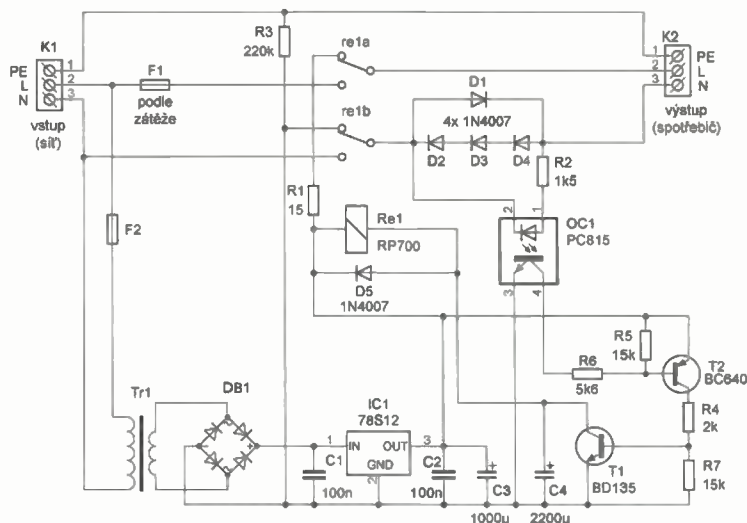 K1
R3
220k
re1a
K2
PE 1
L 2
N 3
F1
podle
zátěže
1 PE
2 L
3 N
D1
4x 1N4007
vstup
(síť)
re1b
výstup
(spotřebič)
D2 D3 D4
R2
1k5
R1
15
Re1
RP700
2 1
OC1
PC815
F2
D5
1N4007
3 4
R5
15k
T2
BC640
R6
5k6
Tr1
DB1
IC1
78S12
R4
2k
1 IN OUT 3
GND
2
C1
100n
C2
100n
C3
1000u
C4
2200u
T1
BD135
R7
15k